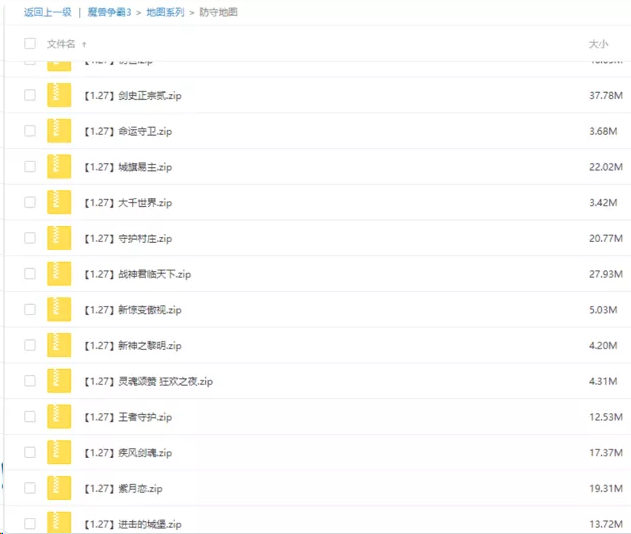 返回上一级 | 魔兽争霸3 > 地图系列 > 防守地图
文件名 ↑ 大小
【1.27】剑史正宗贰.zip 37.78M
【1.27】命运守卫.zip 3.68M
【1.27】城旗易主.zip 22.02M
【1.27】大千世界.zip 3.42M
【1.27】守护村庄.zip 20.77M
【1.27】战神君临天下.zip 27.93M
【1.27】新惊变傲视.zip 5.03M
【1.27】新神之黎明.zip 4.20M
【1.27】灵魂颂赞 狂欢之夜.zip 4.31M
【1.27】王者守护.zip 12.53M
【1.27】疾风剑魂.zip 17.37M
【1.27】紫月恋.zip 19.31M
【1.27】进击的城堡.zip 13.72M